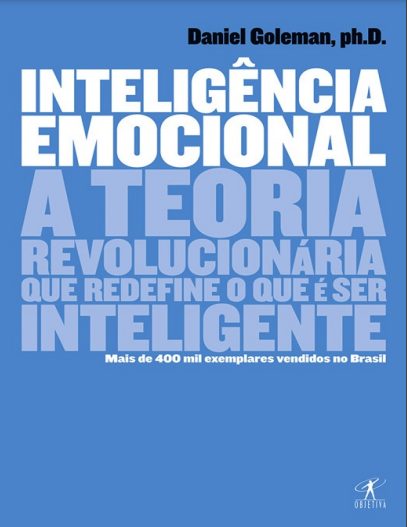 Daniel Goleman, ph.D.
INTELIGÊNCIA
EMOCIONAL
A TEORIA
REVOLUCIONÁRIA
QUE REDEFINE O QUE É SER
INTELIGENTE
Mais de 400 mil exemplares vendidos no Brasil
OBJETIVA